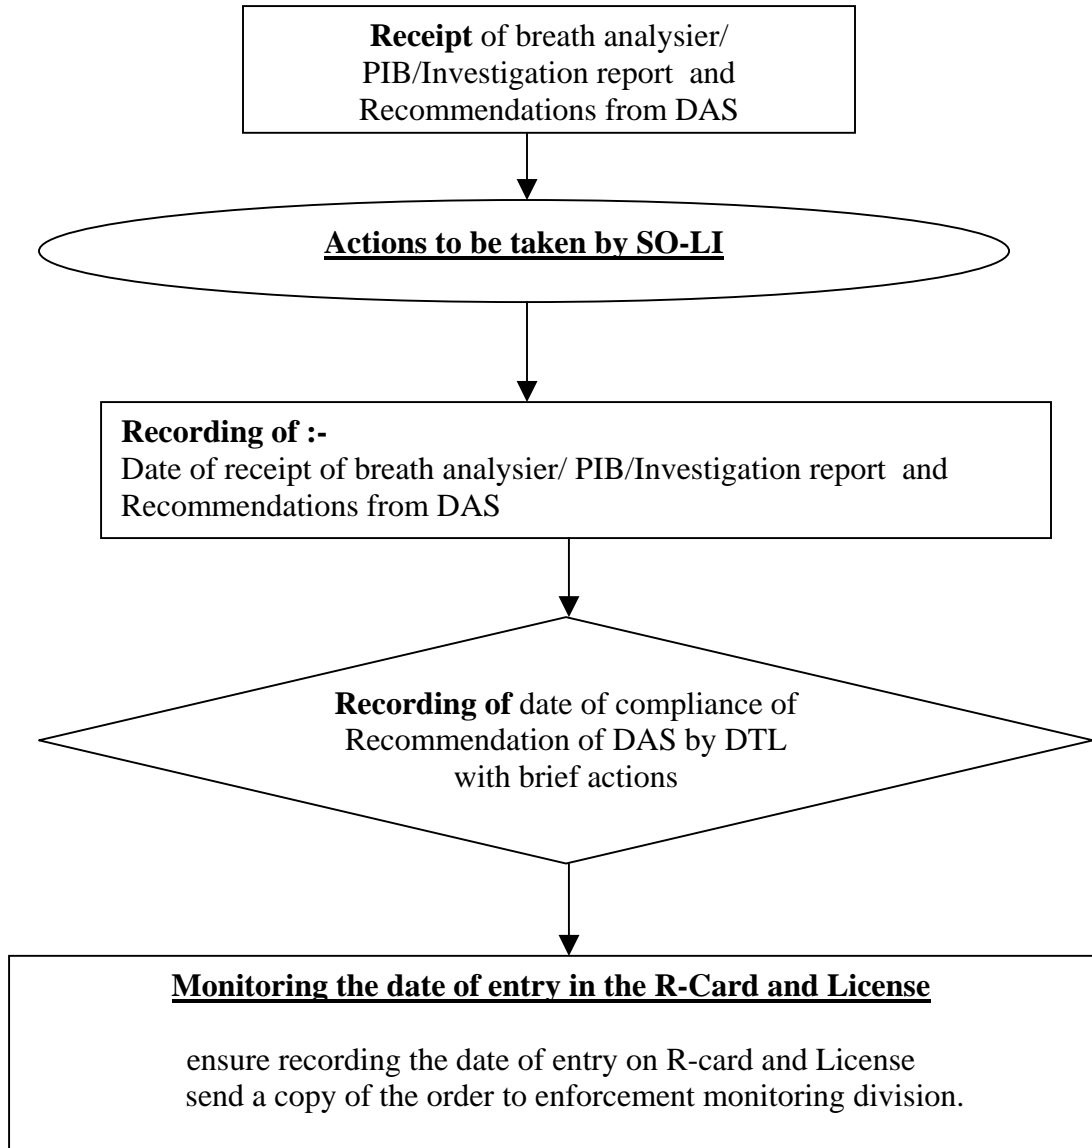 Receipt of breath analysier/
PIB/Investigation report and
Recommendations from DAS
Actions to be taken by SO-LI
Recording of :-
Date of receipt of breath analysier/ PIB/Investigation report and
Recommendations from DAS
Recording of date of compliance of
Recommendation of DAS by DTL
with brief actions
Monitoring the date of entry in the R-Card and License
ensure recording the date of entry on R-card and License
send a copy of the order to enforcement monitoring division.